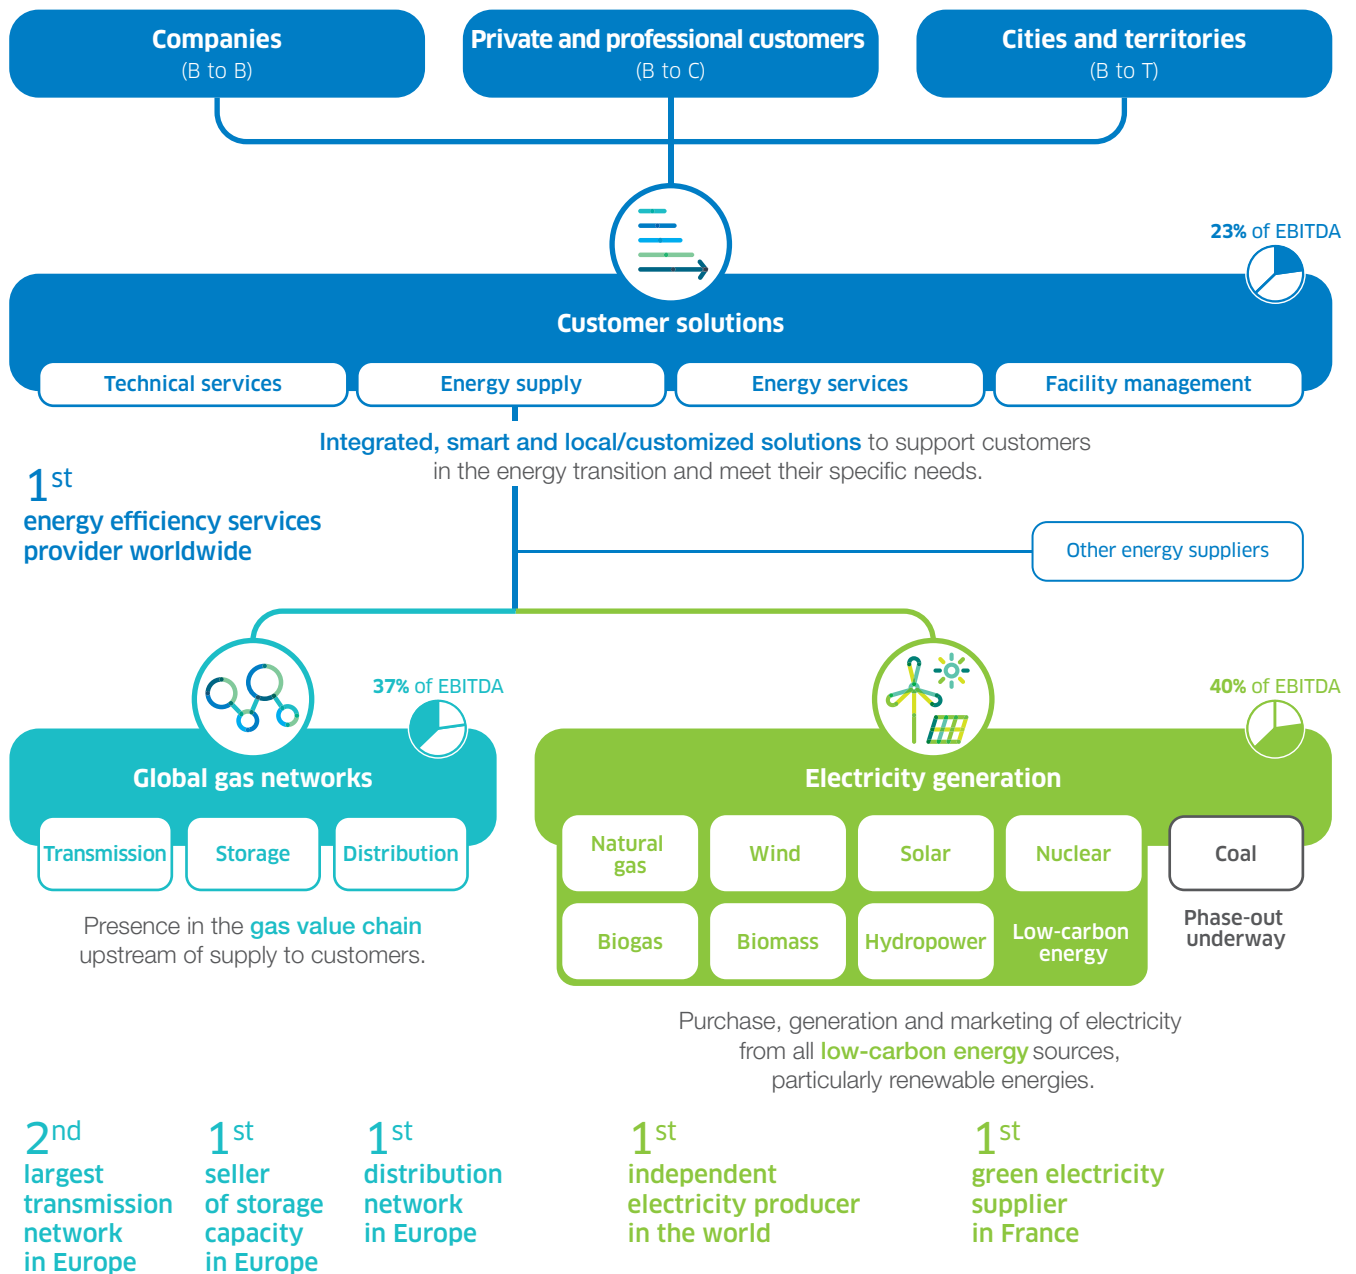 Companies
(B to B)
Private and professional customers
(B to C)
Cities and territories
(B to T)
23% of EBITDA
Customer solutions
Technical services
Energy supply
Energy services
Facility management
Integrated, smart and local/customized solutions to support customers
in the energy transition and meet their specific needs.
1st
energy efficiency services
provider worldwide
Other energy suppliers
37% of EBITDA
Global gas networks
Transmission
Storage
Distribution
Presence in the gas value chain
upstream of supply to customers.
40% of EBITDA
Electricity generation
Natural
gas
Wind
Solar
Nuclear
Coal
Biogas
Biomass
Hydropower
Low-carbon
energy
Phase-out
underway
Purchase, generation and marketing of electricity
from all low-carbon energy sources,
particularly renewable energies.
2nd
largest
transmission
network
in Europe
1st
seller
of storage
capacity
in Europe
1st
distribution
network
in Europe
1st
independent
electricity producer
in the world
1st
green electricity
supplier
in France